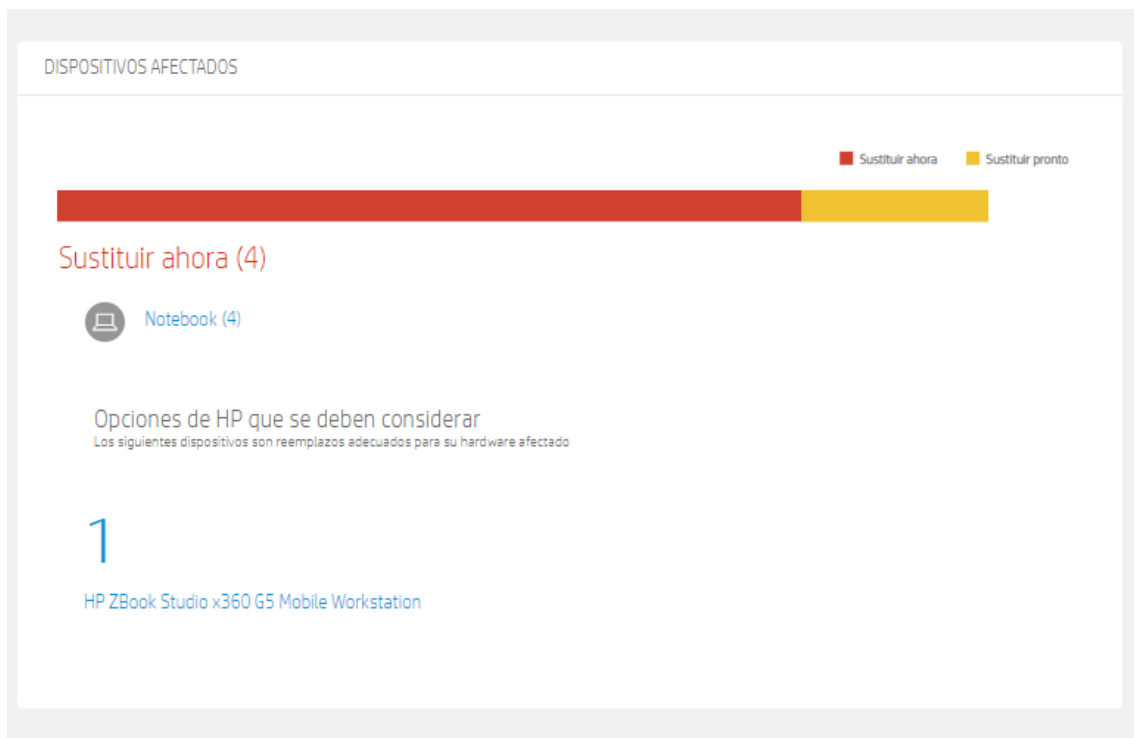 DISPOSITIVOS AFECTADOS
Sustituir ahora
Sustituir pronto
Sustituir ahora (4)
Notebook (4)
Opciones de HP que se deben considerar
Los siguientes dispositivos son reemplazos adecuados para su hardware afectado
1
HP ZBook Studio x360 G5 Mobile Workstation